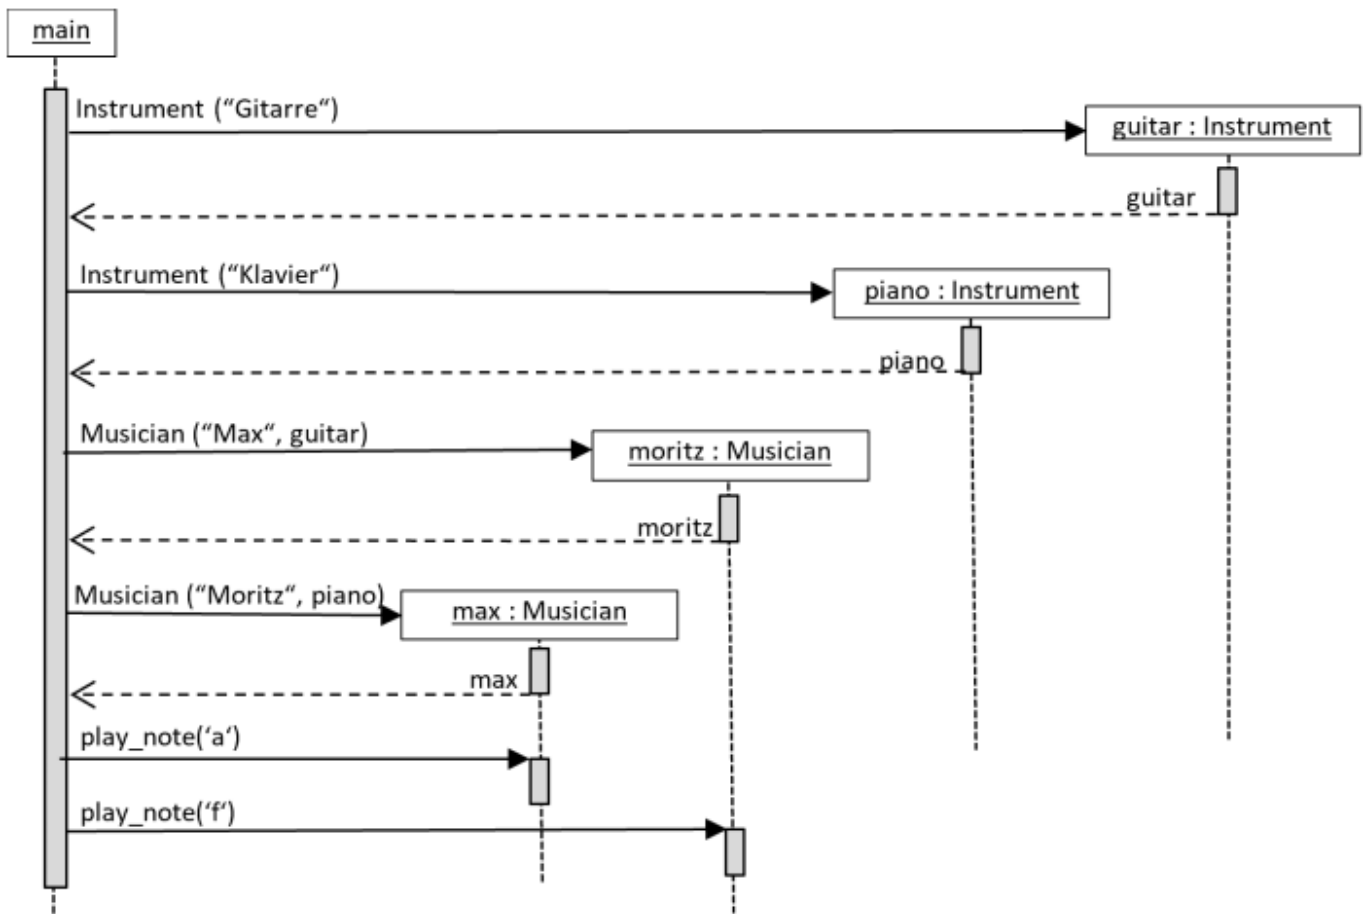 main
Instrument (“Gitarre“)
guitar : Instrument
guitar
Instrument (“Klavier“)
piano : Instrument
piano
Musician (“Max“, guitar)
moritz : Musician
moritz
Musician (“Moritz“, piano)
max : Musician
max
play_note(‘a‘)
play_note(‘f‘)